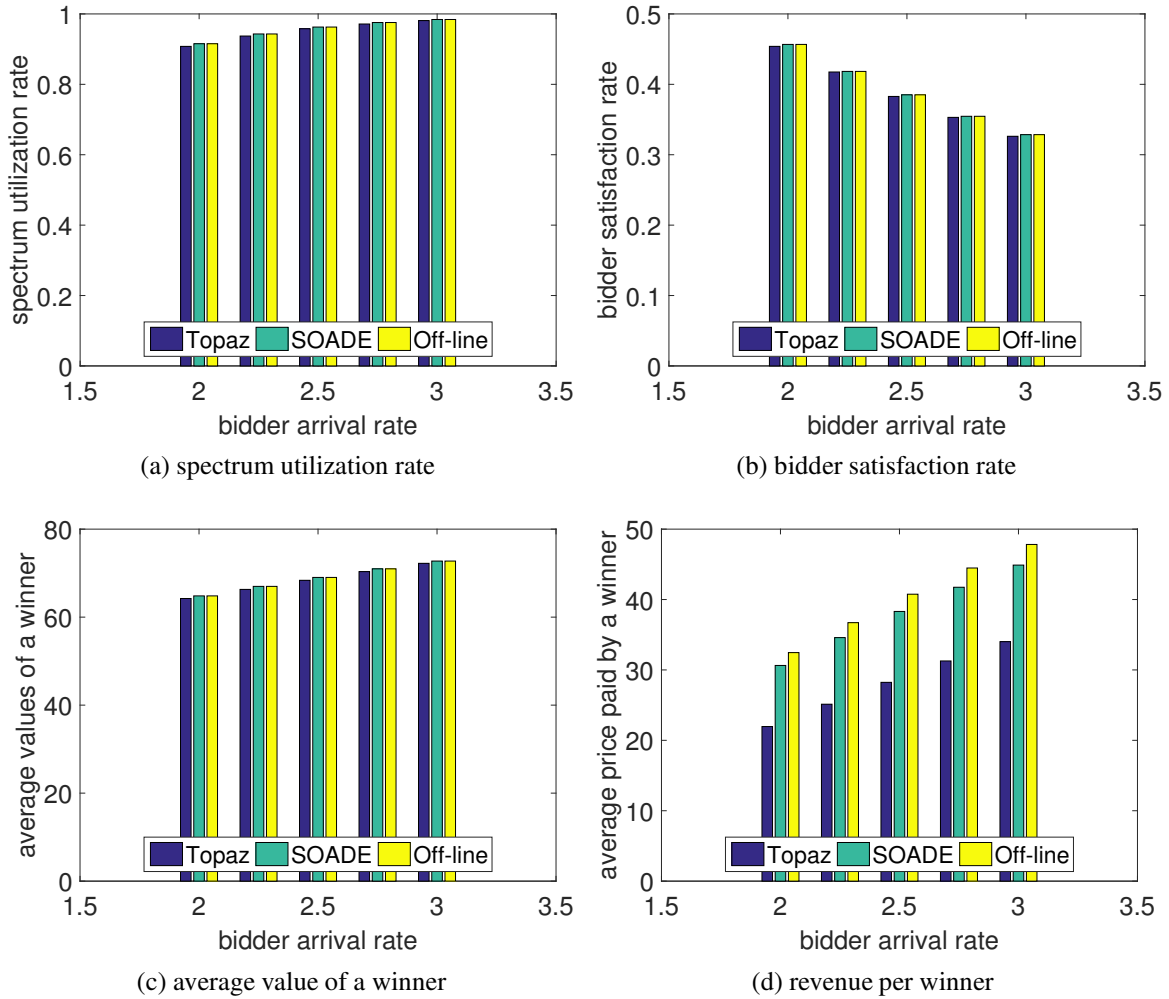 spectrum utilization rate
1
0.8
0.6
0.4
0.2
0
Topaz SOADE Off-line
1.5 2 2.5 3 3.5
bidder arrival rate
(a) spectrum utilization rate
bidder satisfaction rate
0.5
0.4
0.3
0.2
0.1
0
Topaz SOADE Off-line
1.5 2 2.5 3 3.5
bidder arrival rate
(b) bidder satisfaction rate
average values of a winner
80
60
40
20
0
Topaz SOADE Off-line
1.5 2 2.5 3 3.5
bidder arrival rate
(c) average value of a winner
average price paid by a winner
50
40
30
20
10
0
Topaz SOADE Off-line
1.5 2 2.5 3 3.5
bidder arrival rate
(d) revenue per winner